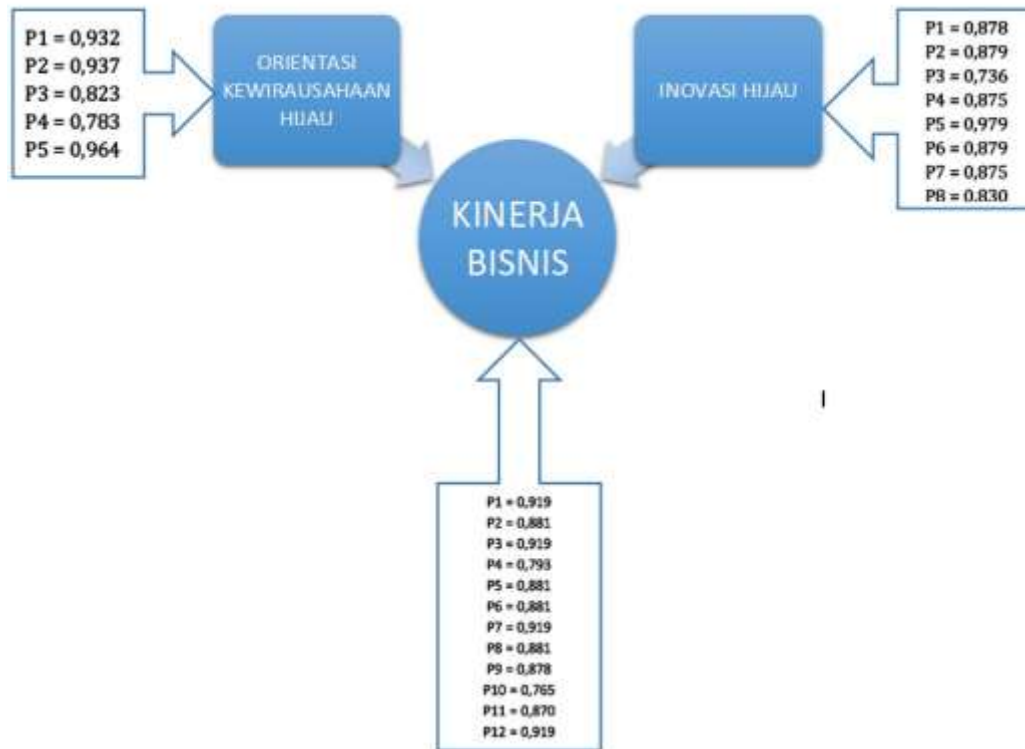 P1 = 0,932
P2 = 0,937
P3 = 0,823
P4 = 0,783
P5 = 0,964
ORIENTASI
KEWIRAUSAHAAN
HIJAU
INOVASI HIJAU
P1 = 0,878
P2 = 0,879
P3 = 0,736
P4 = 0,875
P5 = 0,979
P6 = 0,879
P7 = 0,875
P8 = 0,830
KINERJA
BISNIS
P1 = 0,919
P2 = 0,881
P3 = 0,919
P4 = 0,793
P5 = 0,881
P6 = 0,881
P7 = 0,919
P8 = 0,881
P9 = 0,878
P10 = 0,765
P11 = 0,870
P12 = 0,919